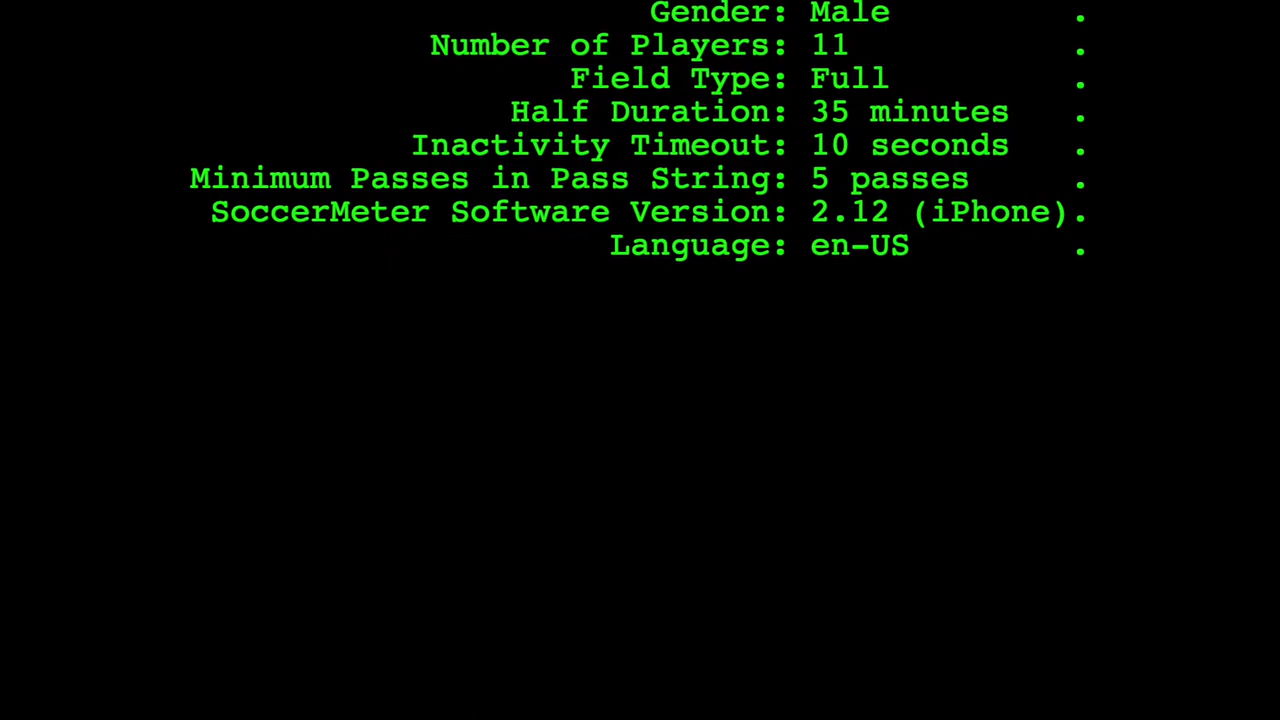 Gender: Male .
Number of Players: 11 .
Field Type: Full .
Half Duration: 35 minutes .
Inactivity Timeout: 10 seconds .
Minimum Passes in Pass String: 5 passes .
SoccerMeter Software Version: 2.12 (iPhone).
Language: en-US .